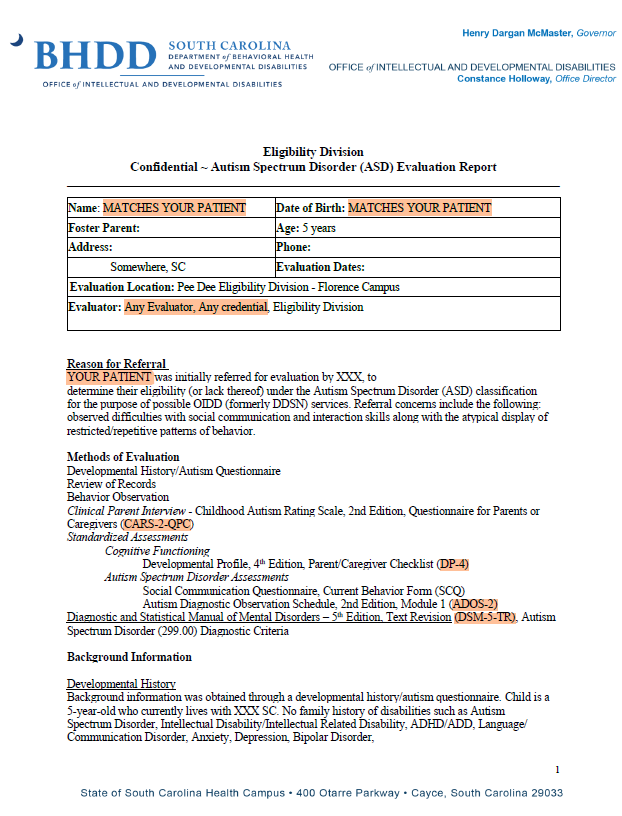 Henry Dargan McMaster, Governor
BHDD
SOUTH CAROLINA
DEPARTMENT of BEHAVIORAL HEALTH
AND DEVELOPMENTAL DISABILITIES
OFFICE of INTELLECTUAL AND DEVELOPMENTAL DISABILITIES
OFFICE of INTELLECTUAL AND DEVELOPMENTAL DISABILITIES
Constance Holloway, Office Director
Eligibility Division
Confidential ~ Autism Spectrum Disorder (ASD) Evaluation Report
Name: MATCHES YOUR PATIENT Date of Birth: MATCHES YOUR PATIENT
Foster Parent: Age: 5 years
Address: Phone:
Somewhere, SC Evaluation Dates:
Evaluation Location: Pee Dee Eligibility Division - Florence Campus
Evaluator: Any Evaluator, Any credential, Eligibility Division
Reason for Referral
YOUR PATIENT was initially referred for evaluation by XXX, to
determine their eligibility (or lack thereof) under the Autism Spectrum Disorder (ASD) classification
for the purpose of possible OIDD (formerly DDSN) services. Referral concerns include the following:
observed difficulties with social communication and interaction skills along with the atypical display of
restricted/repetitive patterns of behavior.
Methods of Evaluation
Developmental History/Autism Questionnaire
Review of Records
Behavior Observation
Clinical Parent Interview - Childhood Autism Rating Scale, 2nd Edition, Questionnaire for Parents or
Caregivers (CARS-2-QPC)
Standardized Assessments
Cognitive Functioning
Developmental Profile, 4th Edition, Parent/Caregiver Checklist (DP-4)
Autism Spectrum Disorder Assessments
Social Communication Questionnaire, Current Behavior Form (SCQ)
Autism Diagnostic Observation Schedule, 2nd Edition, Module 1 (ADOS-2)
Diagnostic and Statistical Manual of Mental Disorders – 5th Edition, Text Revision (DSM-5-TR), Autism
Spectrum Disorder (299.00) Diagnostic Criteria
Background Information
Developmental History
Background information was obtained through a developmental history/autism questionnaire. Child is a
5-year-old who currently lives with XXX SC. No family history of disabilities such as Autism
Spectrum Disorder, Intellectual Disability/Intellectual Related Disability, ADHD/ADD, Language/
Communication Disorder, Anxiety, Depression, Bipolar Disorder,
1
State of South Carolina Health Campus • 400 Otarre Parkway • Cayce, South Carolina 29033